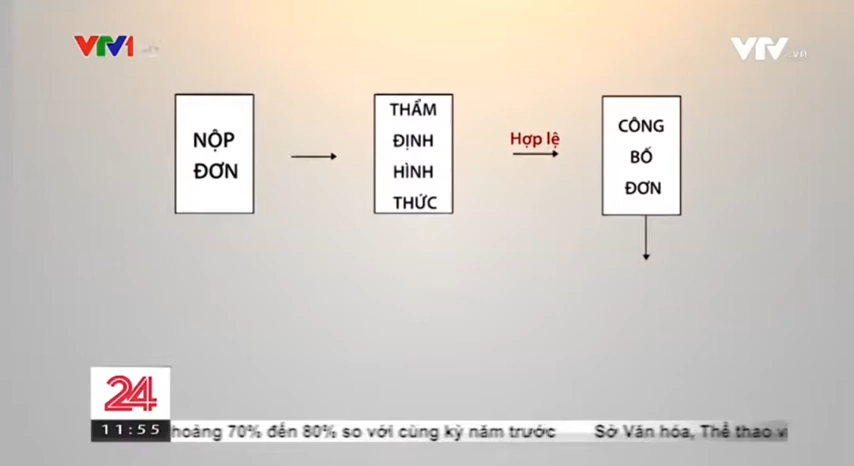 VTV1
VTV.vn
NỘP
ĐƠN
THẨM
ĐỊNH
HÌNH
THỨC
Hợp lệ
CÔNG
BỐ
ĐƠN
24
11:55
hoảng 70% đến 80% so với cùng kỳ năm trước
Sở Văn hóa, Thể thao v